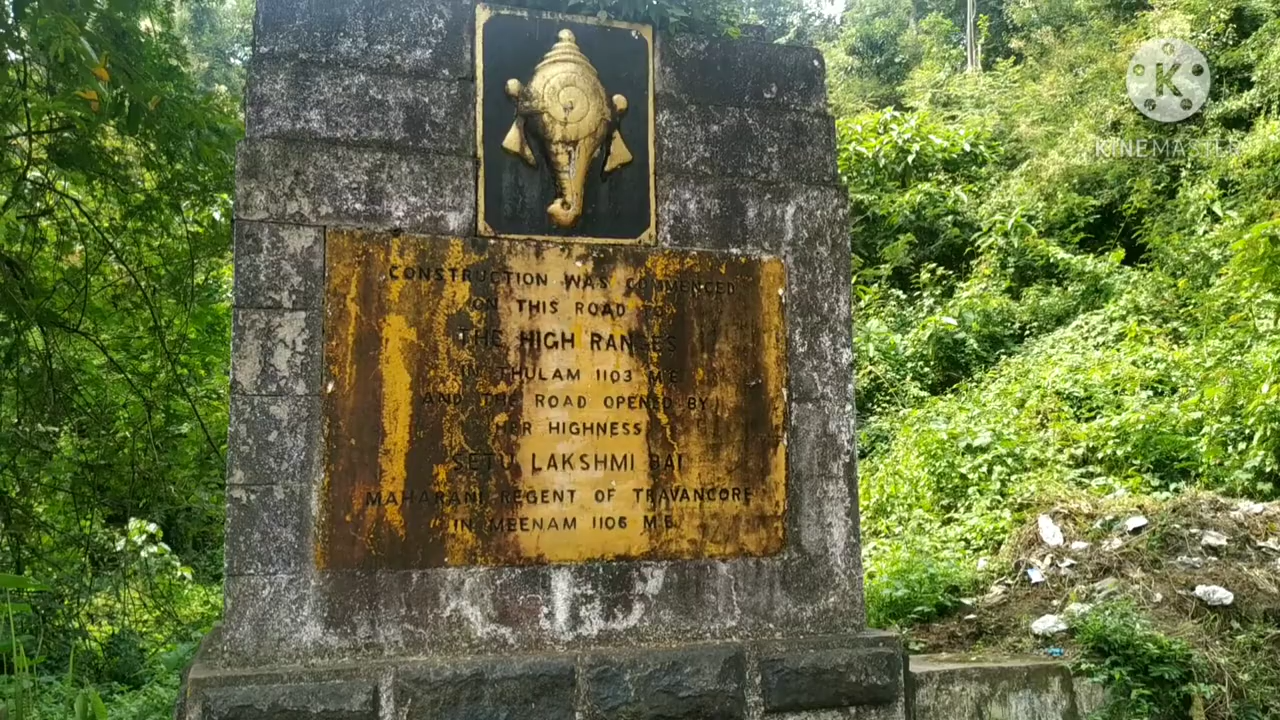 CONSTRUCTION WAS COMMENCED
ON THIS ROAD TO
THE HIGH RANGES
IN THULAM 1103 M E
AND THE ROAD OPENED BY
HER HIGHNESS
SETU LAKSHMI BAI
MAHARANI REGENT OF TRAVANCORE
IN MEENAM 1106 M E
K
KINEMASTER